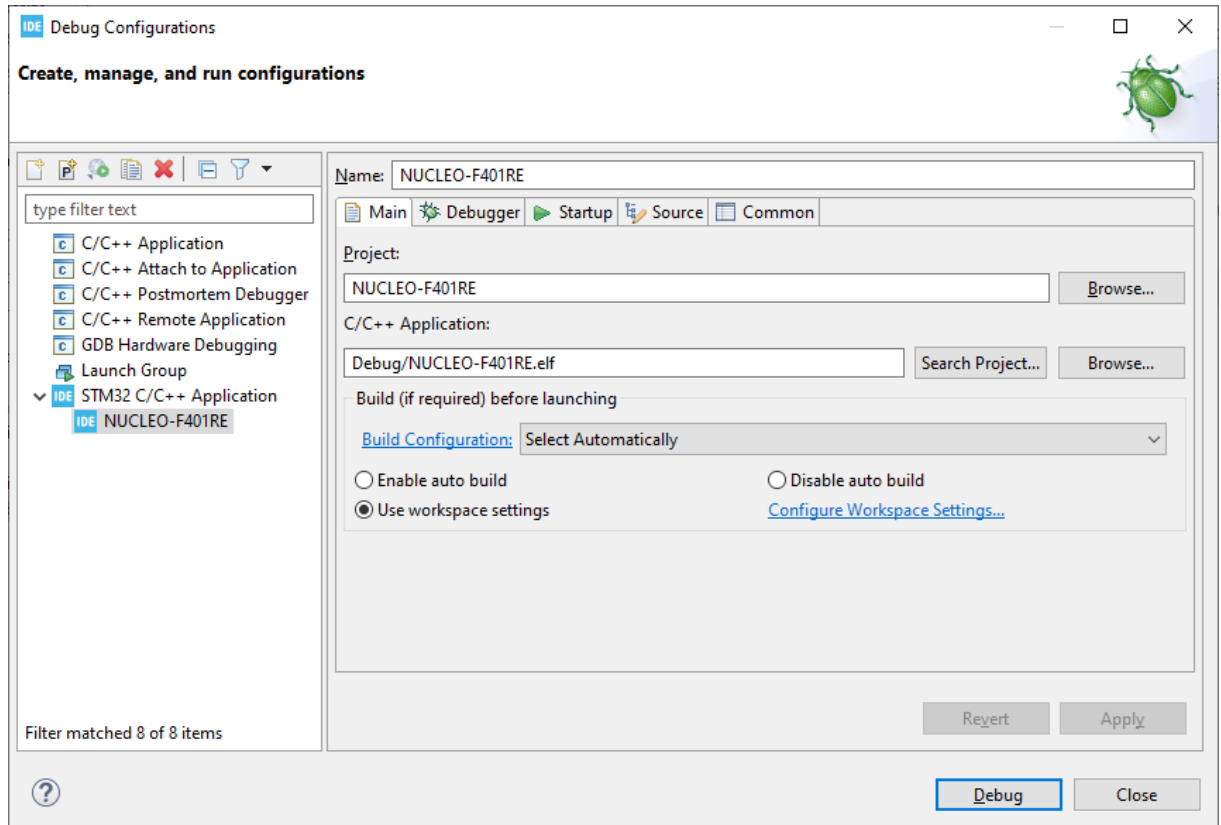 IDE Debug Configurations
Create, manage, and run configurations
type filter text
C/C++ Application
C/C++ Attach to Application
C/C++ Postmortem Debugger
C/C++ Remote Application
GDB Hardware Debugging
Launch Group
IDE STM32 C/C++ Application
IDE NUCLEO-F401RE
Filter matched 8 of 8 items
Name: NUCLEO-F401RE
Main Debugger Startup Source Common
Project:
NUCLEO-F401RE Browse...
C/C++ Application:
Debug/NUCLEO-F401RE.elf Search Project... Browse...
Build (if required) before launching
Build Configuration: Select Automatically
Enable auto build Disable auto build
Use workspace settings Configure Workspace Settings...
Revert Apply
Debug Close